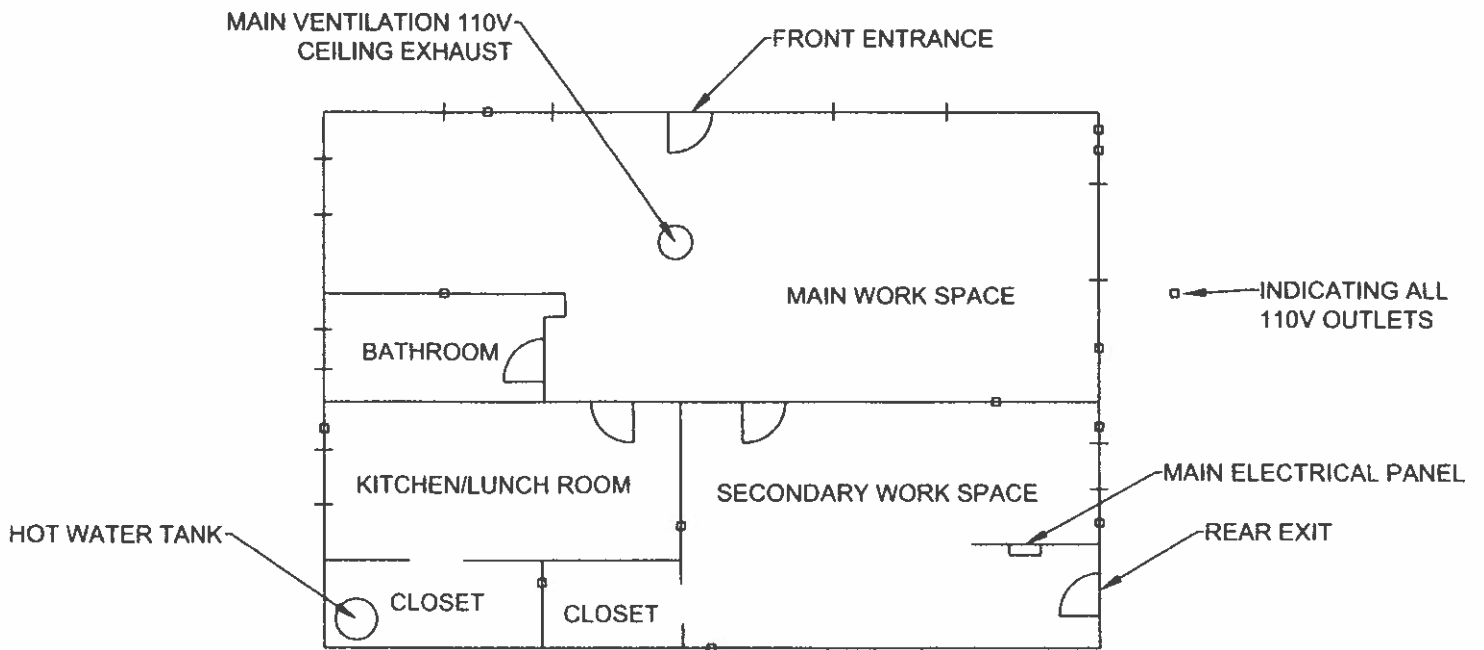 MAIN VENTILATION 110V
CEILING EXHAUST
FRONT ENTRANCE
MAIN WORK SPACE
INDICATING ALL
110V OUTLETS
BATHROOM
KITCHEN/LUNCH ROOM
SECONDARY WORK SPACE
MAIN ELECTRICAL PANEL
HOT WATER TANK
REAR EXIT
CLOSET
CLOSET